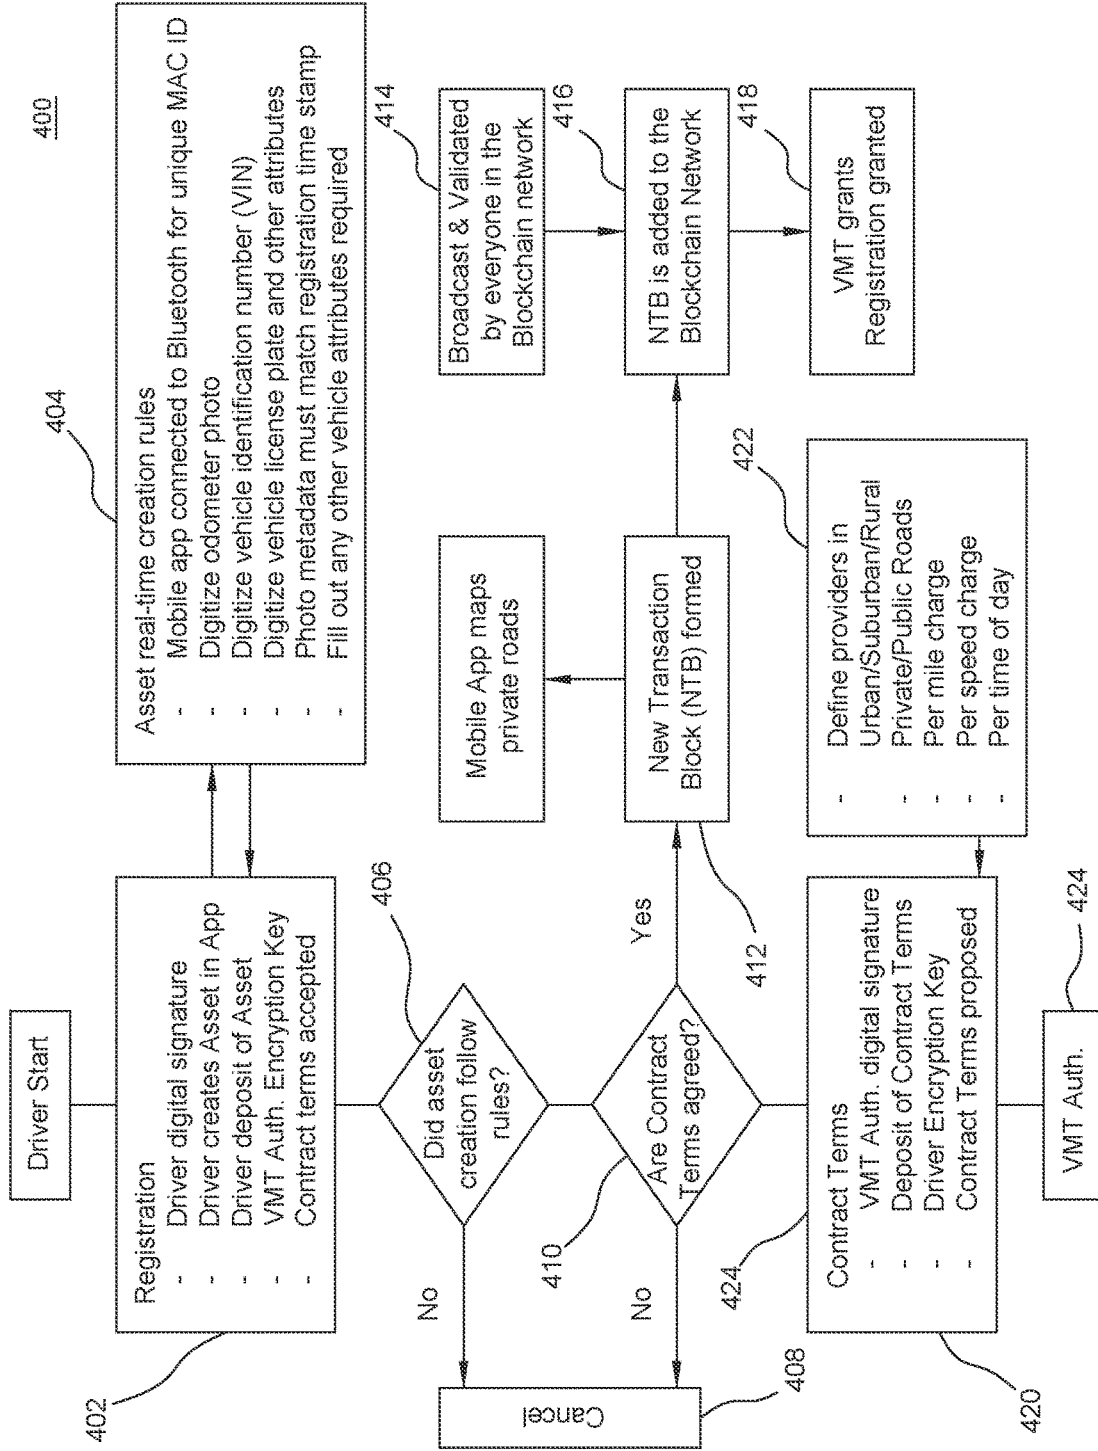 400
Driver Start
402
Registration
- Driver digital signature
- Driver creates Asset in App
- Driver deposit of Asset
- VMT Auth. Encryption Key
- Contract terms accepted
404
Asset real-time creation rules
- Mobile app connected to Bluetooth for unique MAC ID
- Digitize odometer photo
- Digitize vehicle identification number (VIN)
- Digitize vehicle license plate and other attributes
- Photo metadata must match registration time stamp
- Fill out any other vehicle attributes required
406
Did asset
creation follow
rules?
No
Cancel
408
410
Are Contract
Terms agreed?
No
Yes
Mobile App maps
private roads
New Transaction
Block (NTB) formed
412
414
Broadcast & Validated
by everyone in the
Blockchain network
416
NTB is added to the
Blockchain Network
418
VMT grants
Registration granted
424
Contract Terms
- VMT Auth. digital signature
- Deposit of Contract Terms
- Driver Encryption Key
- Contract Terms proposed
420
422
- Define providers in
Urban/Suburban/Rural
- Private/Public Roads
- Per mile charge
- Per speed charge
- Per time of day
VMT Auth.
424